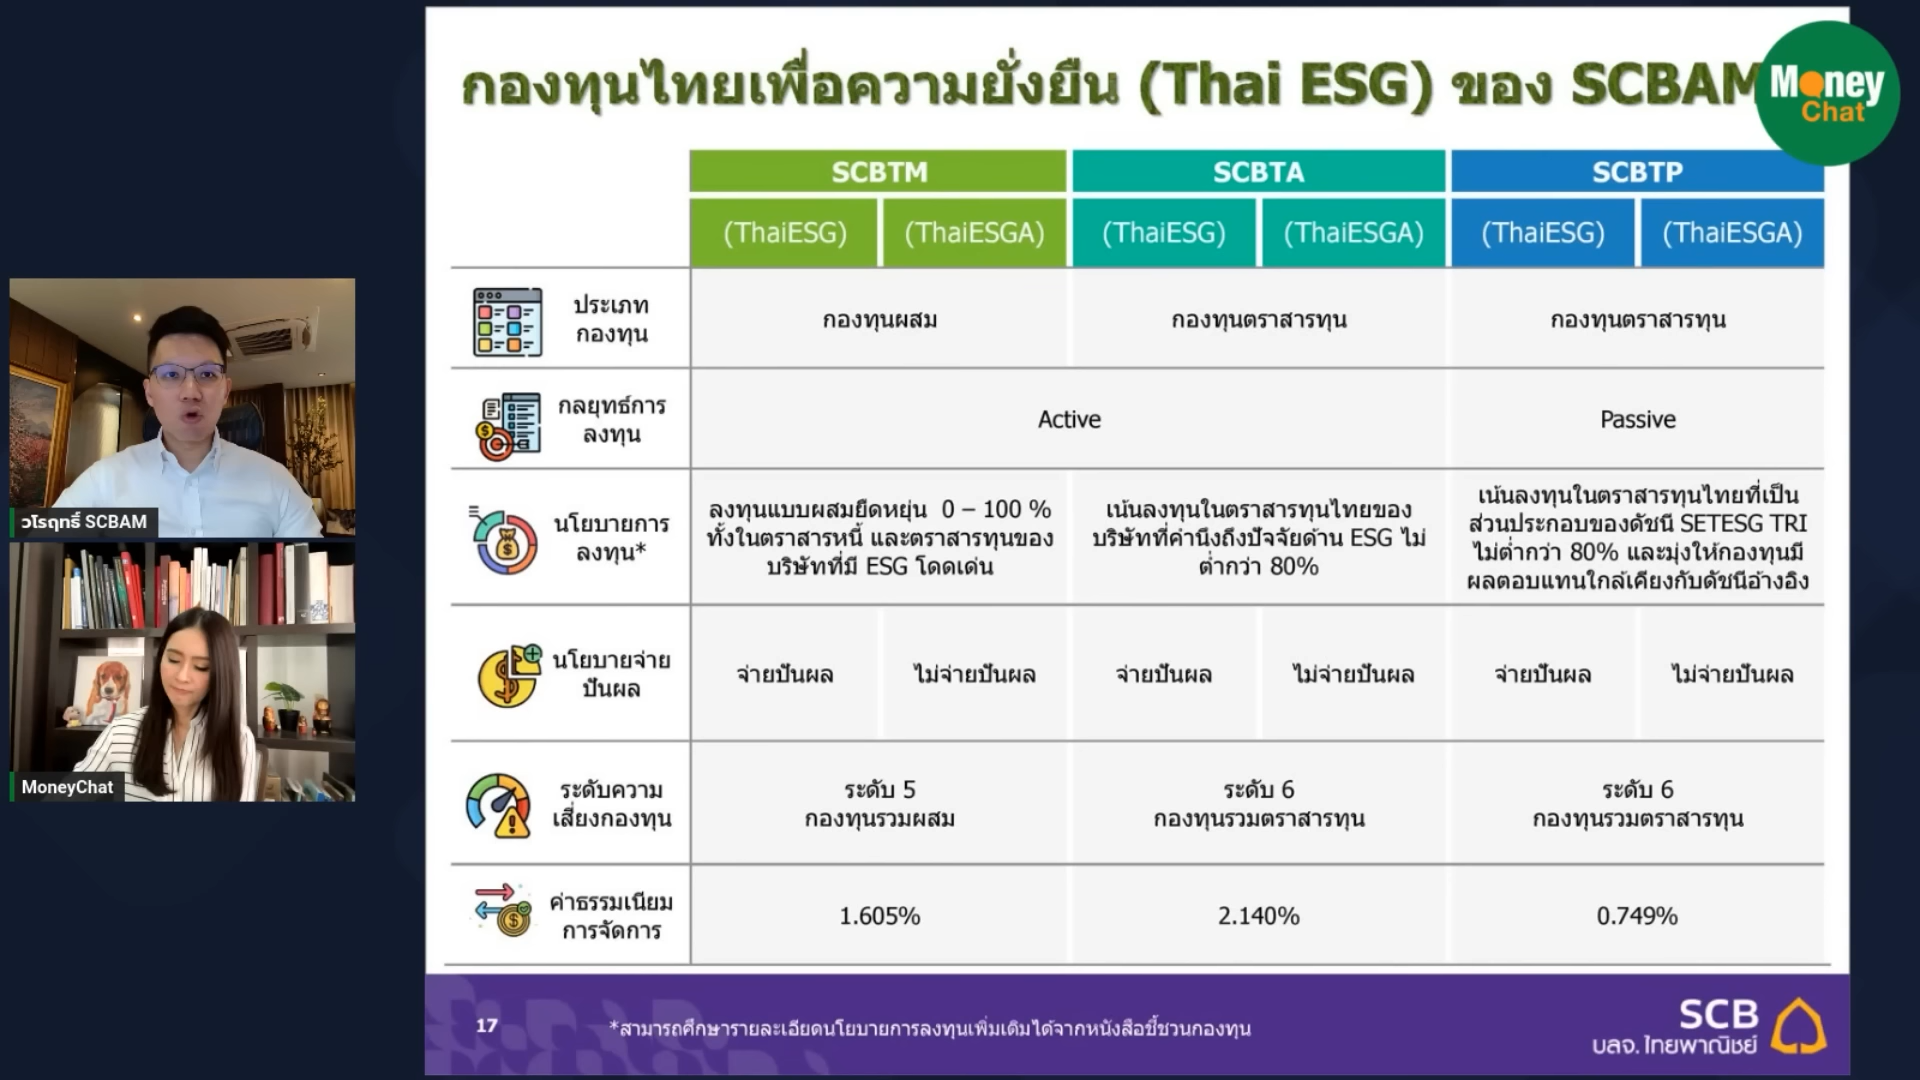 กองทุนไทยเพื่อความยั่งยืน (Thai ESG) ของ SCBAM
Money
Chat
SCBTM
SCBTA
SCBTP
(ThaiESG)
(ThaiESGA)
(ThaiESG)
(ThaiESGA)
(ThaiESG)
(ThaiESGA)
ประเภท
กองทุน
กองทุนผสม
กองทุนตราสารทุน
กองทุนตราสารทุน
กลยุทธ์การ
ลงทุน
Active
Passive
นโยบายการ
ลงทุน*
ลงทุนแบบผสมยืดหยุ่น 0 – 100 %
ทั้งในตราสารหนี้ และตราสารทุนของ
บริษัทที่มี ESG โดดเด่น
เน้นลงทุนในตราสารทุนไทยของ
บริษัทที่คำนึงถึงปัจจัยด้าน ESG ไม่
ต่ำกว่า 80%
เน้นลงทุนในตราสารทุนไทยที่เป็น
ส่วนประกอบของดัชนี SETESG TRI
ไม่ต่ำกว่า 80% และมุ่งให้กองทุนมี
ผลตอบแทนใกล้เคียงกับดัชนีอ้างอิง
นโยบายจ่าย
ปันผล
จ่ายปันผล
ไม่จ่ายปันผล
จ่ายปันผล
ไม่จ่ายปันผล
จ่ายปันผล
ไม่จ่ายปันผล
ระดับความ
เสี่ยงกองทุน
ระดับ 5
กองทุนรวมผสม
ระดับ 6
กองทุนรวมตราสารทุน
ระดับ 6
กองทุนรวมตราสารทุน
ค่าธรรมเนียม
การจัดการ
1.605%
2.140%
0.749%
17
*สามารถศึกษารายละเอียดนโยบายการลงทุนเพิ่มเติมได้จากหนังสือชี้ชวนกองทุน
SCB
บลจ. ไทยพาณิชย์
วโรฤทธิ์ SCBAM
MoneyChat